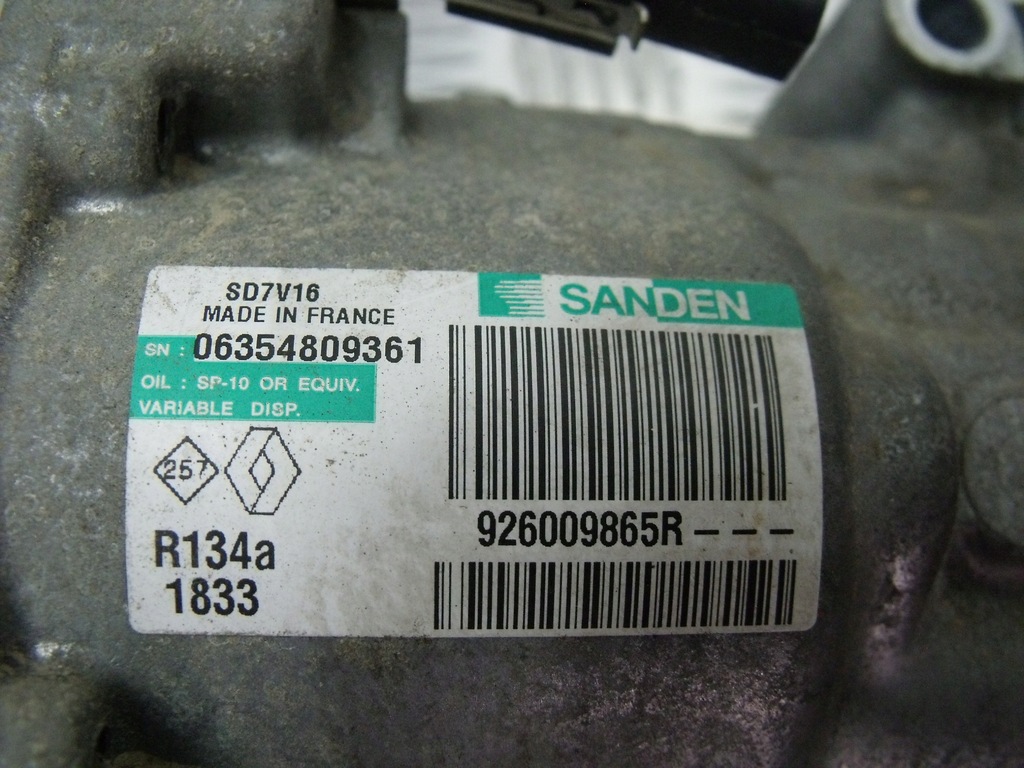 SD7V16
MADE IN FRANCE
SANDEN
SN : 06354809361
OIL : SP-10 OR EQUIV.
VARIABLE DISP.
257
926009865R – – –
R134a
1833